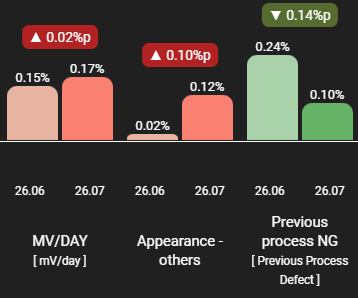 ▼ 0.14%p
▲ 0.02%p
▲ 0.10%p
0.15%
0.17%
0.02%
0.12%
0.24%
0.10%
26.06
26.07
26.06
26.07
26.06
26.07
MV/DAY
[ mV/day ]
Appearance -
others
Previous
process NG
[ Previous Process
Defect ]